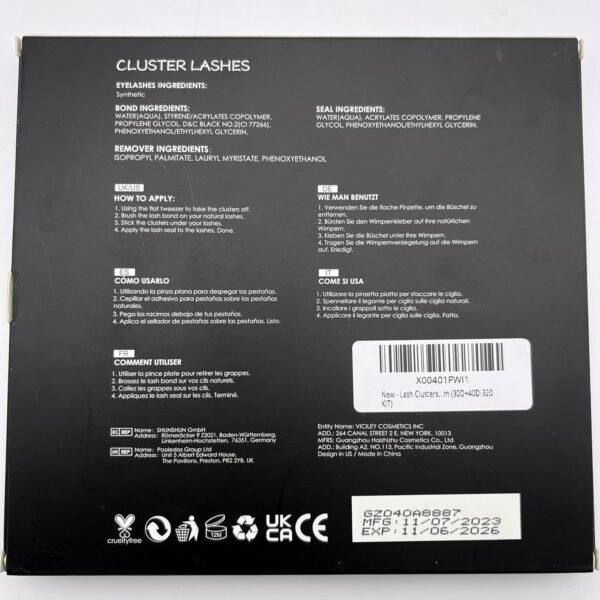 CLUSTER LASHES
EYELASHES INGREDIENTS:
Synthetic
BOND INGREDIENTS:
WATER(AQUA), STYRENE/ACRYLATES COPOLYMER,
PROPYLENE GLYCOL, D&C BLACK NO.2(CI 77266),
PHENOXYETHANOL/ETHYLHEXYL GLYCERIN,
SEAL INGREDIENTS:
WATER(AQUA), ACRYLATES COPOLYMER, PROPYLENE
GLYCOL, PHENOXYETHANOL/ETHYLHEXYL GLYCERIN,
REMOVER INGREDIENTS:
ISOPROPYL PALMITATE, LAURYL MYRISTATE, PHENOXYETHANOL
UK/US
HOW TO APPLY:
1. Using the flat tweezer to take the clusters off.
2. Brush the lash bond on your natural lashes.
3. Stick the clusters under your lashes.
4. Apply the lash seal to the lashes. Done.
DE
WIE MAN BENUTZT
1. Verwenden Sie die flache Pinzette, um die Büschel zu
entfernen.
2. Bürsten Sie den Wimpernkleber auf Ihre natürlichen
Wimpern.
3. Kleben Sie die Büschel unter Ihre Wimpern.
4. Tragen Sie die Wimpernversiegelung auf die Wimpern
auf. Erledigt.
ES
CÓMO USARLO
1. Utilizando la pinza plana para despegar las pestañas.
2. Cepillar el adhesivo para pestañas sobre las pestañas
naturales.
3. Pega los racimos debajo de tus pestañas.
4. Aplica el sellador de pestañas sobre las pestañas. Listo.
IT
COME SI USA
1. Utilizzare la pinzetta piatta per staccare le ciglia.
2. Spennellare il legante per ciglia sulle ciglia naturali.
3. Incollare i grappoli sotto le ciglia.
4. Applicare il legante per ciglia sulle ciglia. Fatto.
FR
COMMENT UTILISER
1. Utiliser la pince plate pour retirer les grappes.
2. Brossez le lash bond sur vos cils naturels.
3. Collez les grappes sous vos cils.
4. Appliquez le lash seal sur les cils. Terminé.
X00401FWI1
New - Lash Clusters...m (30D+40D-320
KIT)
EC REP Name: SHUNSHUN GmbH
Address: Römeräcker 9 Z2021, Baden-Württemberg,
Linkenheim-Hochstetten, 76351, Germany
UK REP Name: Pooledas Group Ltd
Address: Unit 5 Albert Edward House,
The Pavilions, Preston, PR2 2YB, UK
Entity Name: VICILEY COSMETICS INC
ADD.: 264 CANAL STREET 2 E, NEW YORK, 10013
MFRS: Guangzhou Haizhizhu Cosmetics Co., Ltd
ADD.: Building A2, NO.113, Pacific Industric Zone, Guangzhou
Design in US / Made in China
crueltyfree
12M
UK
CA
CE
GZ040A8887
MFG:11/07/2023
EXP:11/06/2026